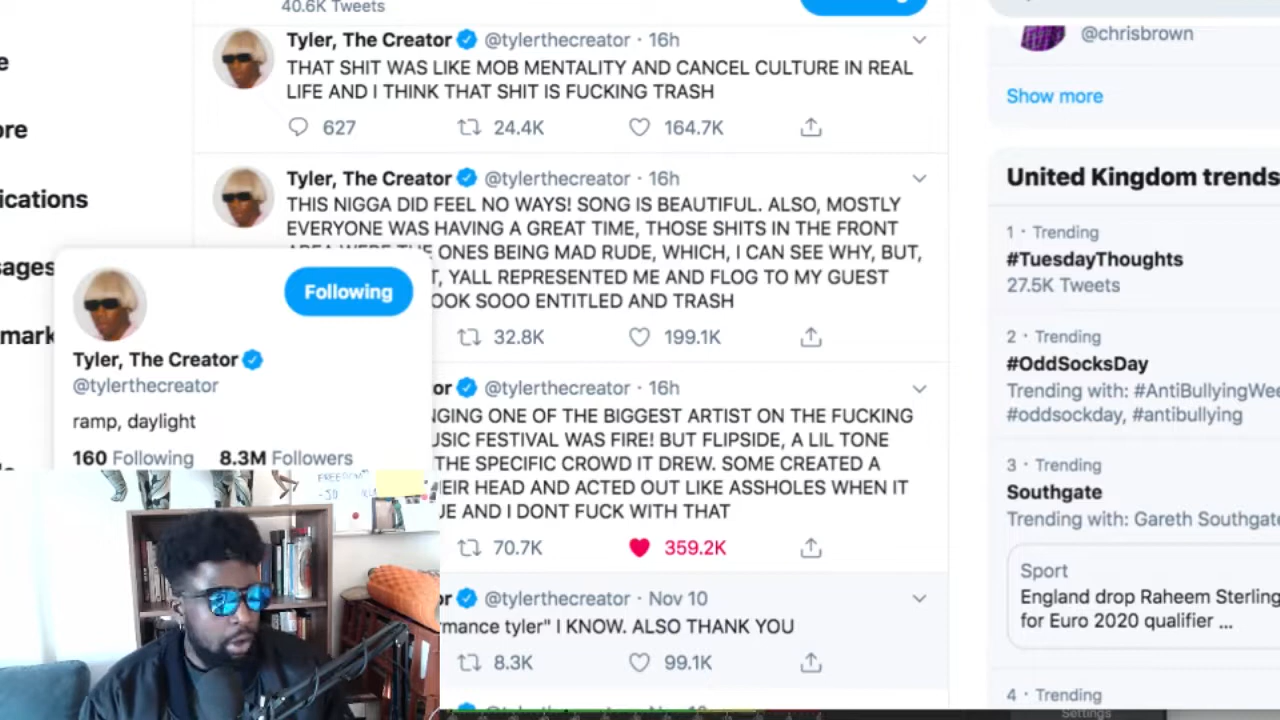 40.6K Tweets
Tyler, The Creator @tylerthecreator · 16h
THAT SHIT WAS LIKE MOB MENTALITY AND CANCEL CULTURE IN REAL
LIFE AND I THINK THAT SHIT IS FUCKING TRASH
627 24.4K 164.7K
Tyler, The Creator @tylerthecreator · 16h
THIS NIGGA DID FEEL NO WAYS! SONG IS BEAUTIFUL. ALSO, MOSTLY
EVERYONE WAS HAVING A GREAT TIME, THOSE SHITS IN THE FRONT
AREA WERE THE ONES BEING MAD RUDE, WHICH, I CAN SEE WHY, BUT,
T, YALL REPRESENTED ME AND FLOG TO MY GUEST
OOK SOOO ENTITLED AND TRASH
32.8K 199.1K
or @tylerthecreator · 16h
NGING ONE OF THE BIGGEST ARTIST ON THE FUCKING
USIC FESTIVAL WAS FIRE! BUT FLIPSIDE, A LIL TONE
THE SPECIFIC CROWD IT DREW. SOME CREATED A
EIR HEAD AND ACTED OUT LIKE ASSHOLES WHEN IT
UE AND I DONT FUCK WITH THAT
70.7K 359.2K
or @tylerthecreator · Nov 10
rmance tyler" I KNOW. ALSO THANK YOU
8.3K 99.1K
Following
Tyler, The Creator
@tylerthecreator
ramp, daylight
160 Following 8.3M Followers
e
ore
ications
sages
mark
FREEDOM
@chrisbrown
Show more
United Kingdom trends
1 · Trending
#TuesdayThoughts
27.5K Tweets
2 · Trending
#OddSocksDay
Trending with: #AntiBullyingWee
#oddsockday, #antibullying
3 · Trending
Southgate
Trending with: Gareth Southgate
Sport
England drop Raheem Sterling
for Euro 2020 qualifier ...
4 · Trending
Settings